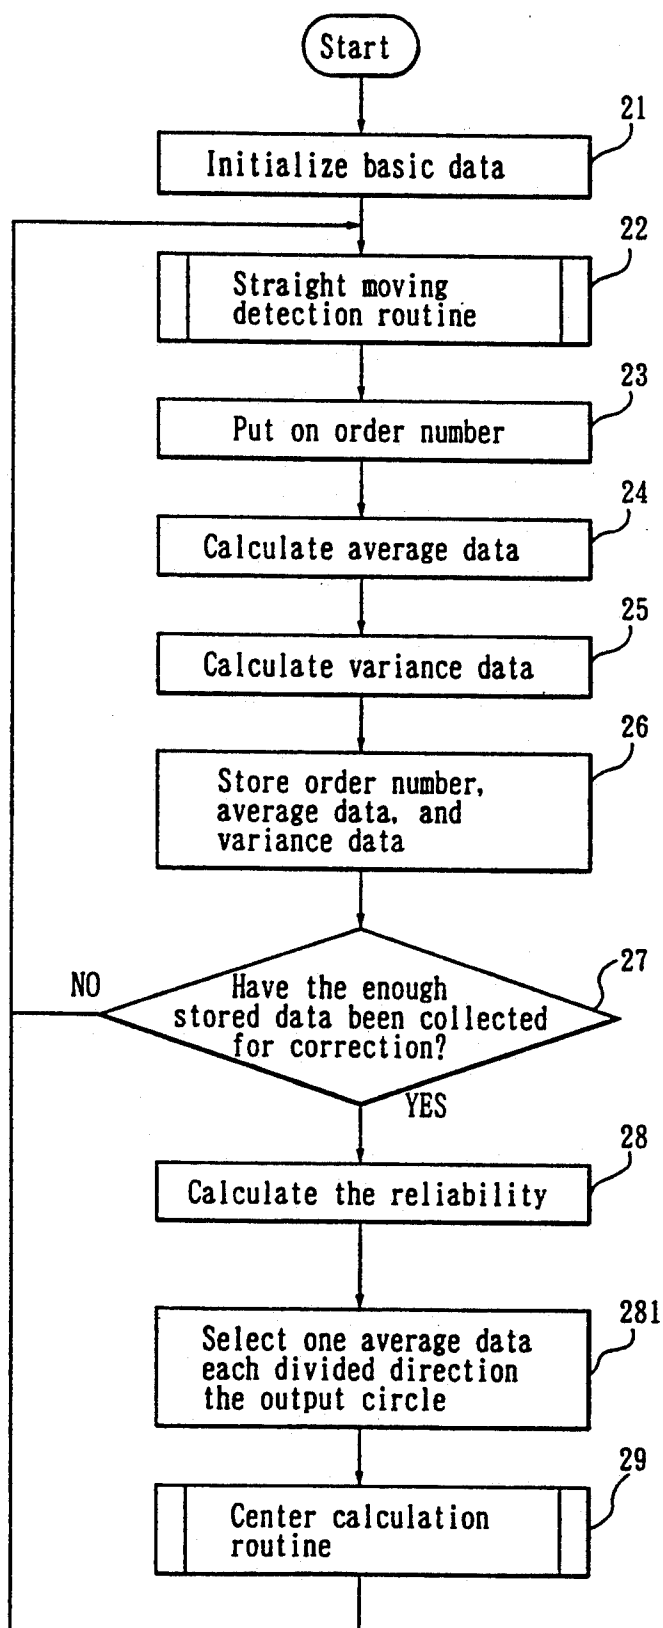 Start
21
Initialize basic data
22
Straight moving
detection routine
23
Put on order number
24
Calculate average data
25
Calculate variance data
26
Store order number,
average data, and
variance data
27
NO
Have the enough
stored data been collected
for correction?
YES
28
Calculate the reliability
281
Select one average data
each divided direction
the output circle
29
Center calculation
routine